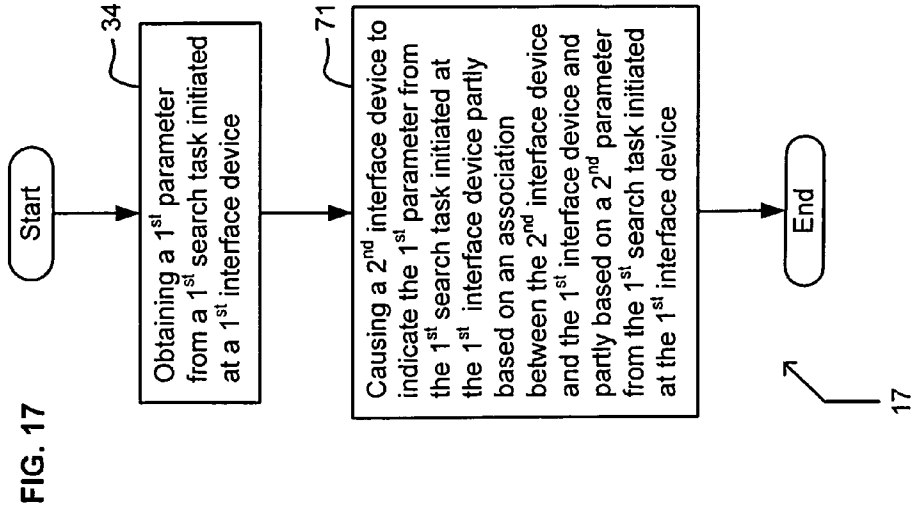 FIG. 17
Start
34
Obtaining a 1st parameter
from a 1st search task initiated
at a 1st interface device
71
Causing a 2nd interface device to
indicate the 1st parameter from
the 1st search task initiated at
the 1st interface device partly
based on an association
between the 2nd interface device
and the 1st interface device and
partly based on a 2nd parameter
from the 1st search task initiated
at the 1st interface device
End
17